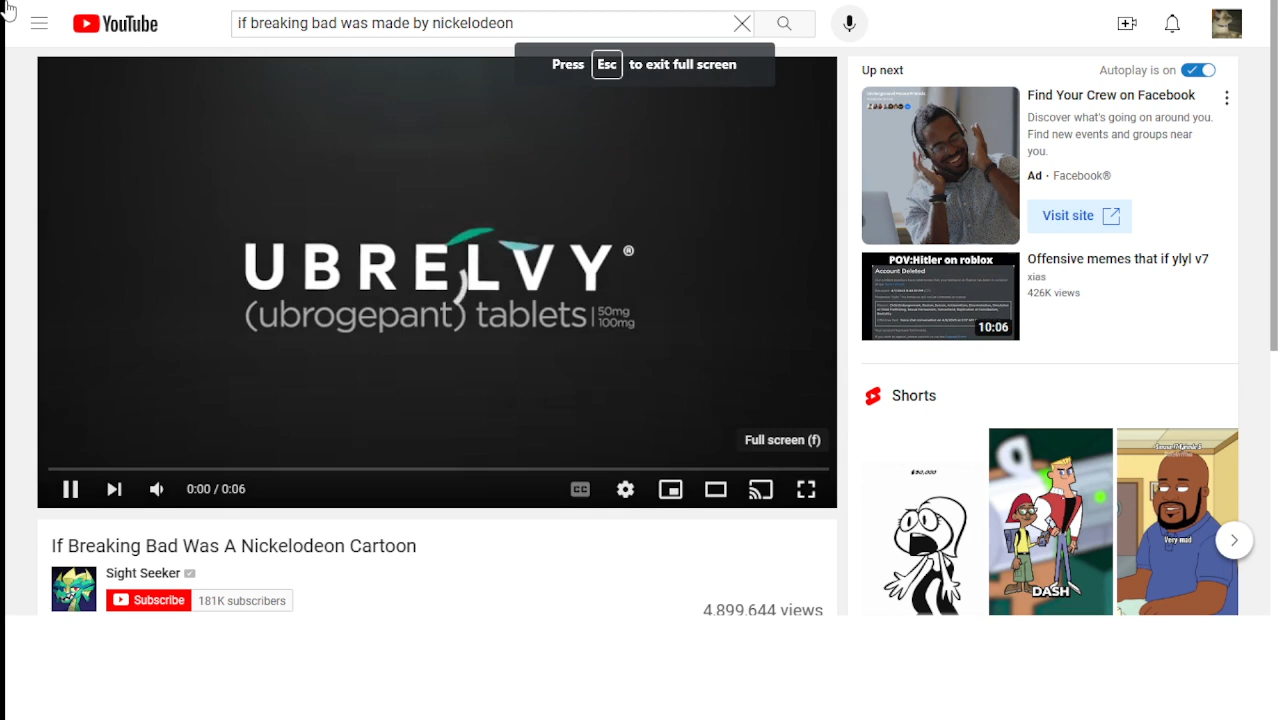 YouTube
if breaking bad was made by nickelodeon
Press Esc to exit full screen
UBRELVY®
(ubrogepant) tablets | 50mg
100mg
Full screen (f)
0:00 / 0:06
CC
If Breaking Bad Was A Nickelodeon Cartoon
Sight Seeker
Subscribe 181K subscribers
4,899,644 views
Up next
Autoplay is on
Find Your Crew on Facebook
Discover what's going on around you.
Find new events and groups near
you.
Ad · Facebook®
Visit site
POV:Hitler on roblox
Account Deleted
10:06
Offensive memes that if ylyl v7
xias
426K views
Shorts
$50,000
DASH
Very mad